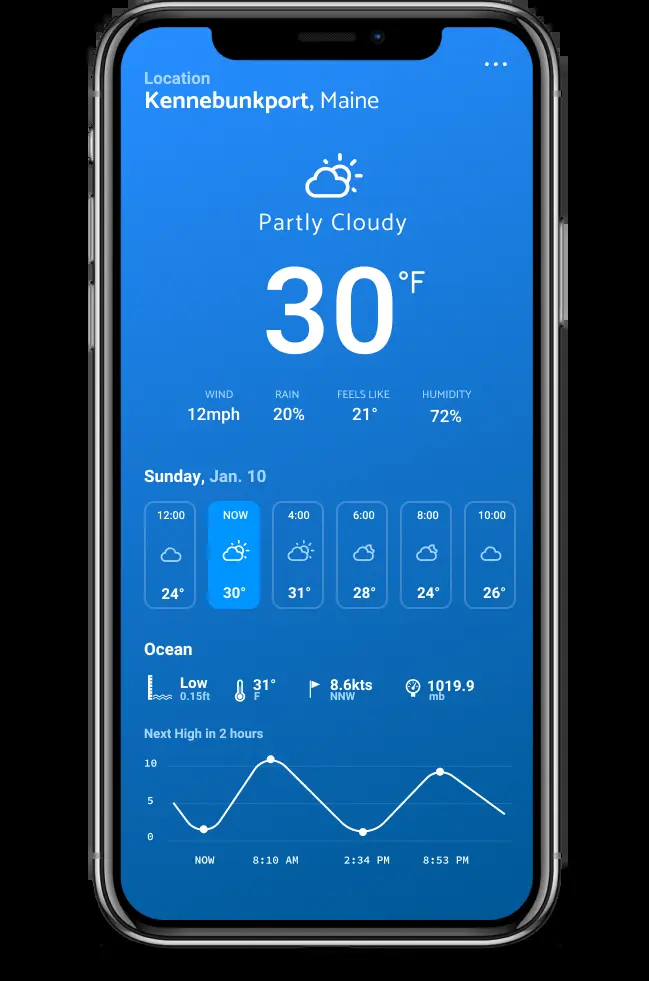 Location
Kennebunkport, Maine
Partly Cloudy
30 °F
WIND RAIN FEELS LIKE HUMIDITY
12mph 20% 21° 72%
Sunday, Jan. 10
12:00 NOW 4:00 6:00 8:00 10:00
24° 30° 31° 28° 24° 26°
Ocean
Low 31° 8.6kts 1019.9
0.15ft F NNW mb
Next High in 2 hours
10
5
0
NOW 8:10 AM 2:34 PM 8:53 PM